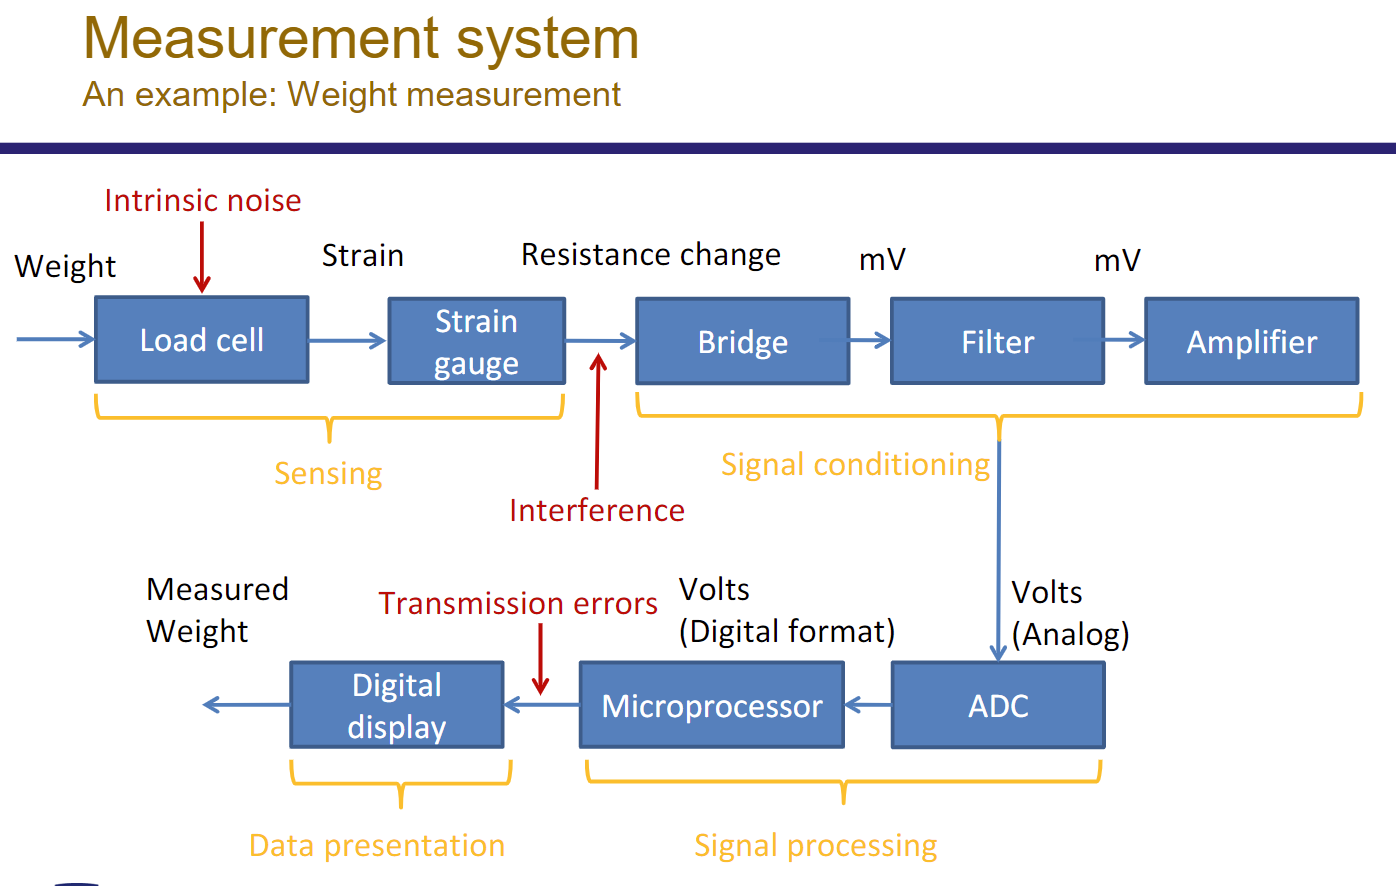 Measurement system
An example: Weight measurement
Intrinsic noise
Weight
Strain
Resistance change
mV
mV
Load cell
Strain
gauge
Bridge
Filter
Amplifier
Sensing
Signal conditioning
Interference
Measured
Weight
Transmission errors
Volts
(Digital format)
Volts
(Analog)
Digital
display
Microprocessor
ADC
Data presentation
Signal processing